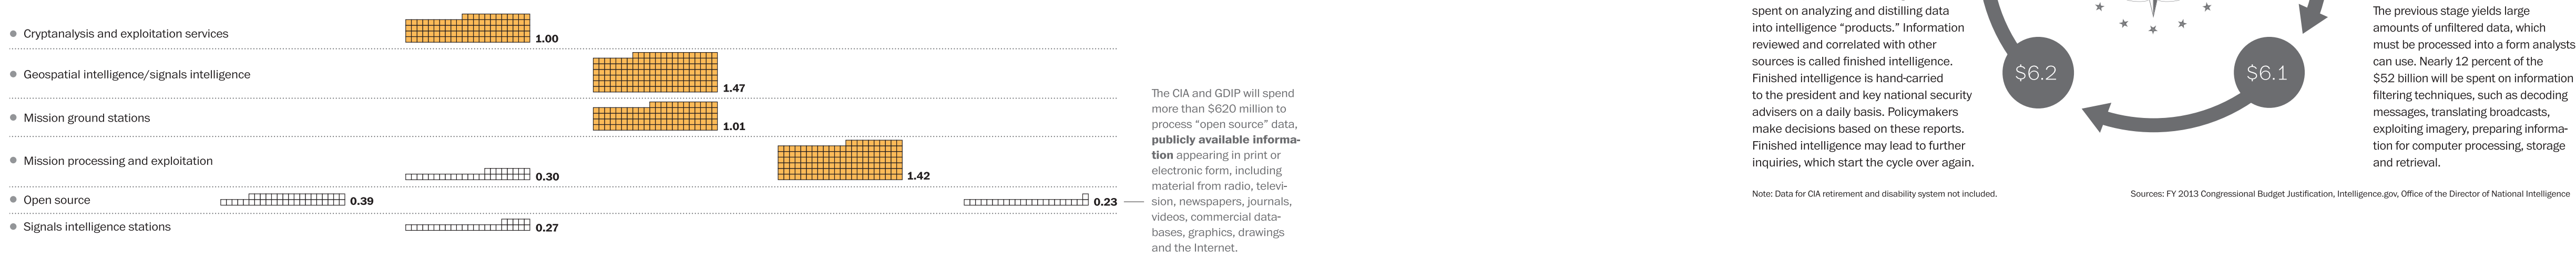 Cryptanalysis and exploitation services
1.00
Geospatial intelligence/signals intelligence
1.47
Mission ground stations
1.01
Mission processing and exploitation
0.30
1.42
Open source
0.39
0.23
Signals intelligence stations
0.27
The CIA and GDIP will spend
more than $620 million to
process “open source” data,
publicly available informa-
tion appearing in print or
electronic form, including
material from radio, televi-
sion, newspapers, journals,
videos, commercial data-
bases, graphics, drawings
and the Internet.
spent on analyzing and distilling data
into intelligence “products.” Information
reviewed and correlated with other
sources is called finished intelligence.
Finished intelligence is hand-carried
to the president and key national security
advisers on a daily basis. Policymakers
make decisions based on these reports.
Finished intelligence may lead to further
inquiries, which start the cycle over again.
$6.2
$6.1
The previous stage yields large
amounts of unfiltered data, which
must be processed into a form analysts
can use. Nearly 12 percent of the
$52 billion will be spent on information
filtering techniques, such as decoding
messages, translating broadcasts,
exploiting imagery, preparing informa-
tion for computer processing, storage
and retrieval.
Note: Data for CIA retirement and disability system not included.
Sources: FY 2013 Congressional Budget Justification, Intelligence.gov, Office of the Director of National Intelligence